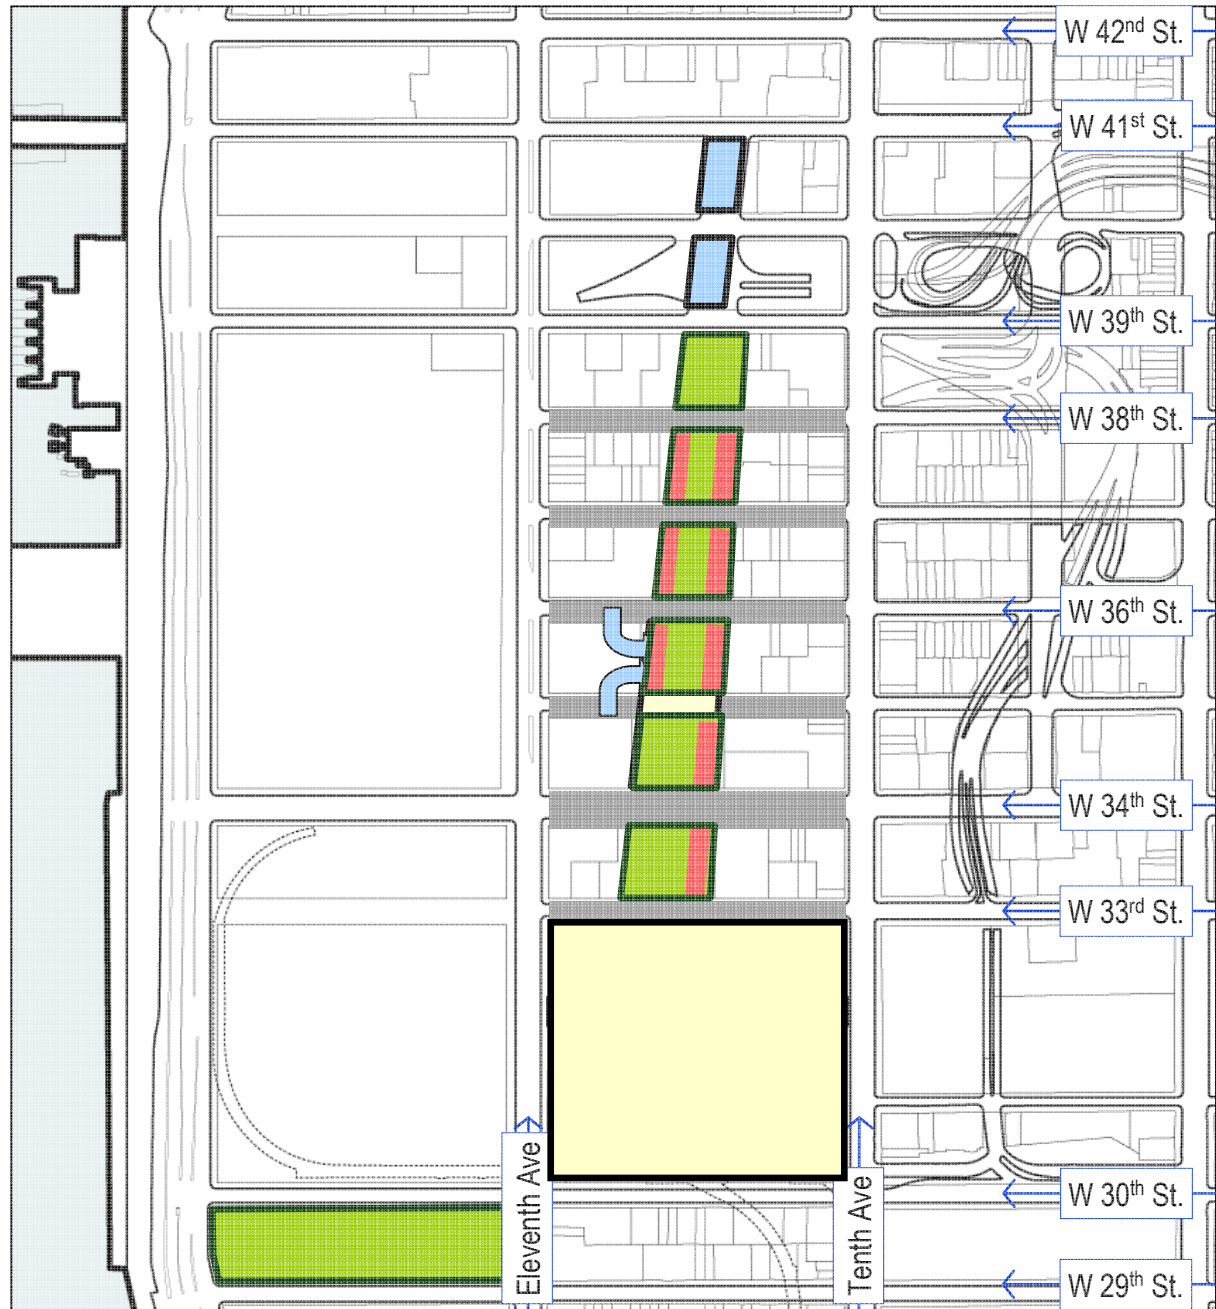 W 42nd St.
W 41st St.
W 39th St.
W 38th St.
W 36th St.
W 34th St.
W 33rd St.
Eleventh Ave
Tenth Ave
W 30th St.
W 29th St.